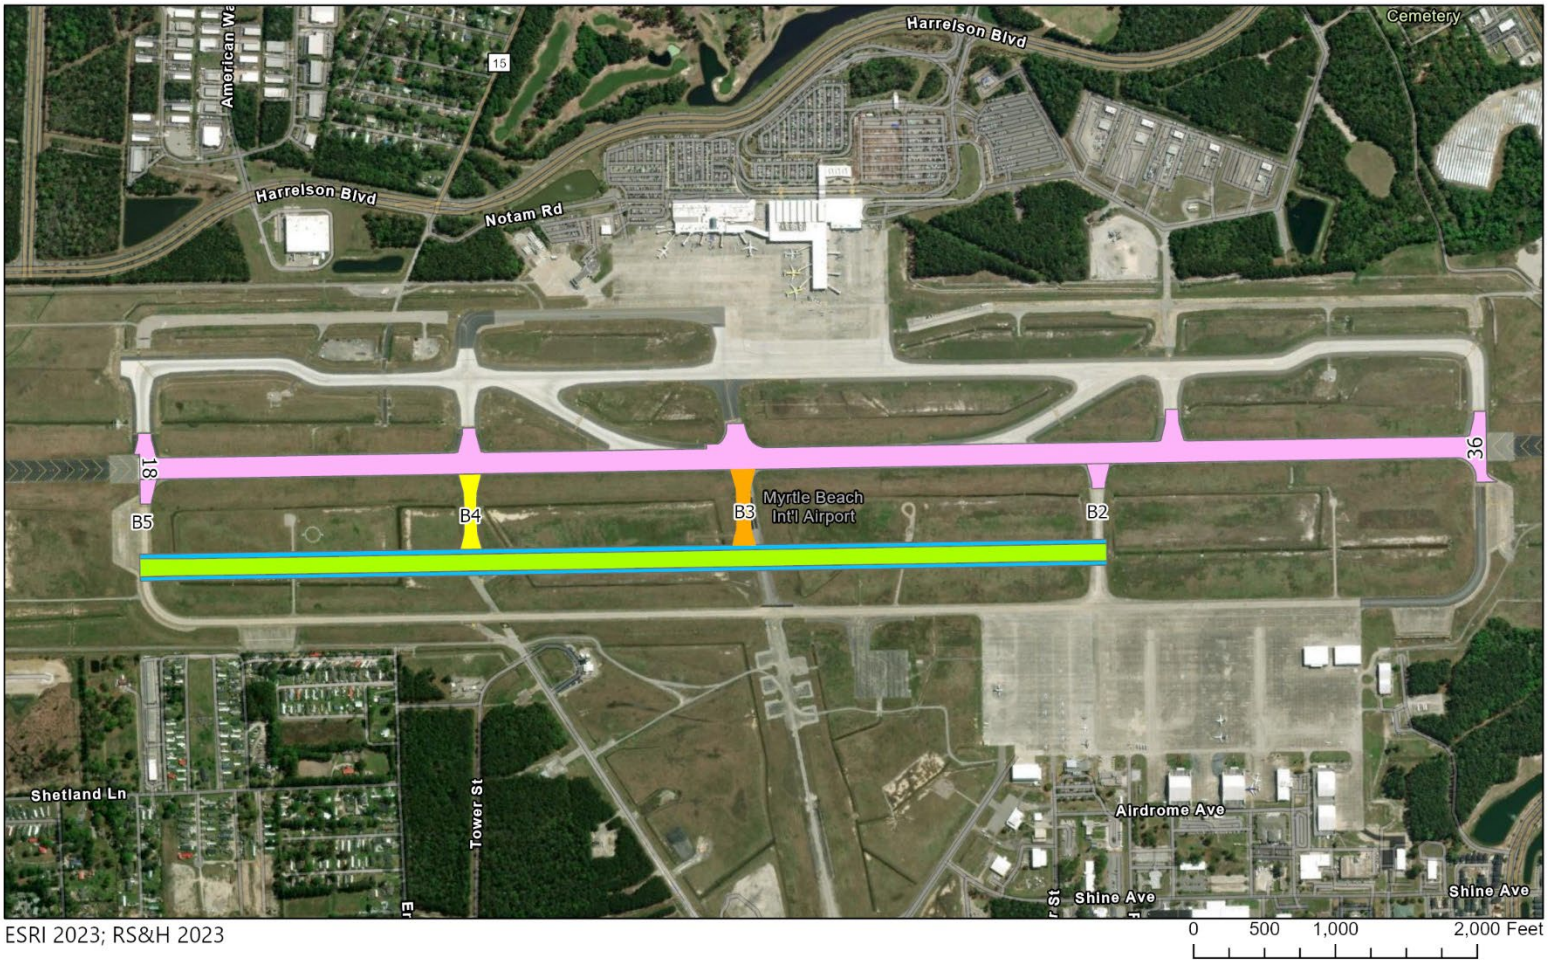 Cemetery
Harrelson Blvd
American Wa
15
Harrelson Blvd
Notam Rd
18
36
B5
B4
B3
Myrtle Beach
Int'l Airport
B2
Shetland Ln
Tower St
Airdrome Ave
Shine Ave
Shine Ave
r St
ESRI 2023; RS&H 2023
0 500 1,000 2,000 Feet